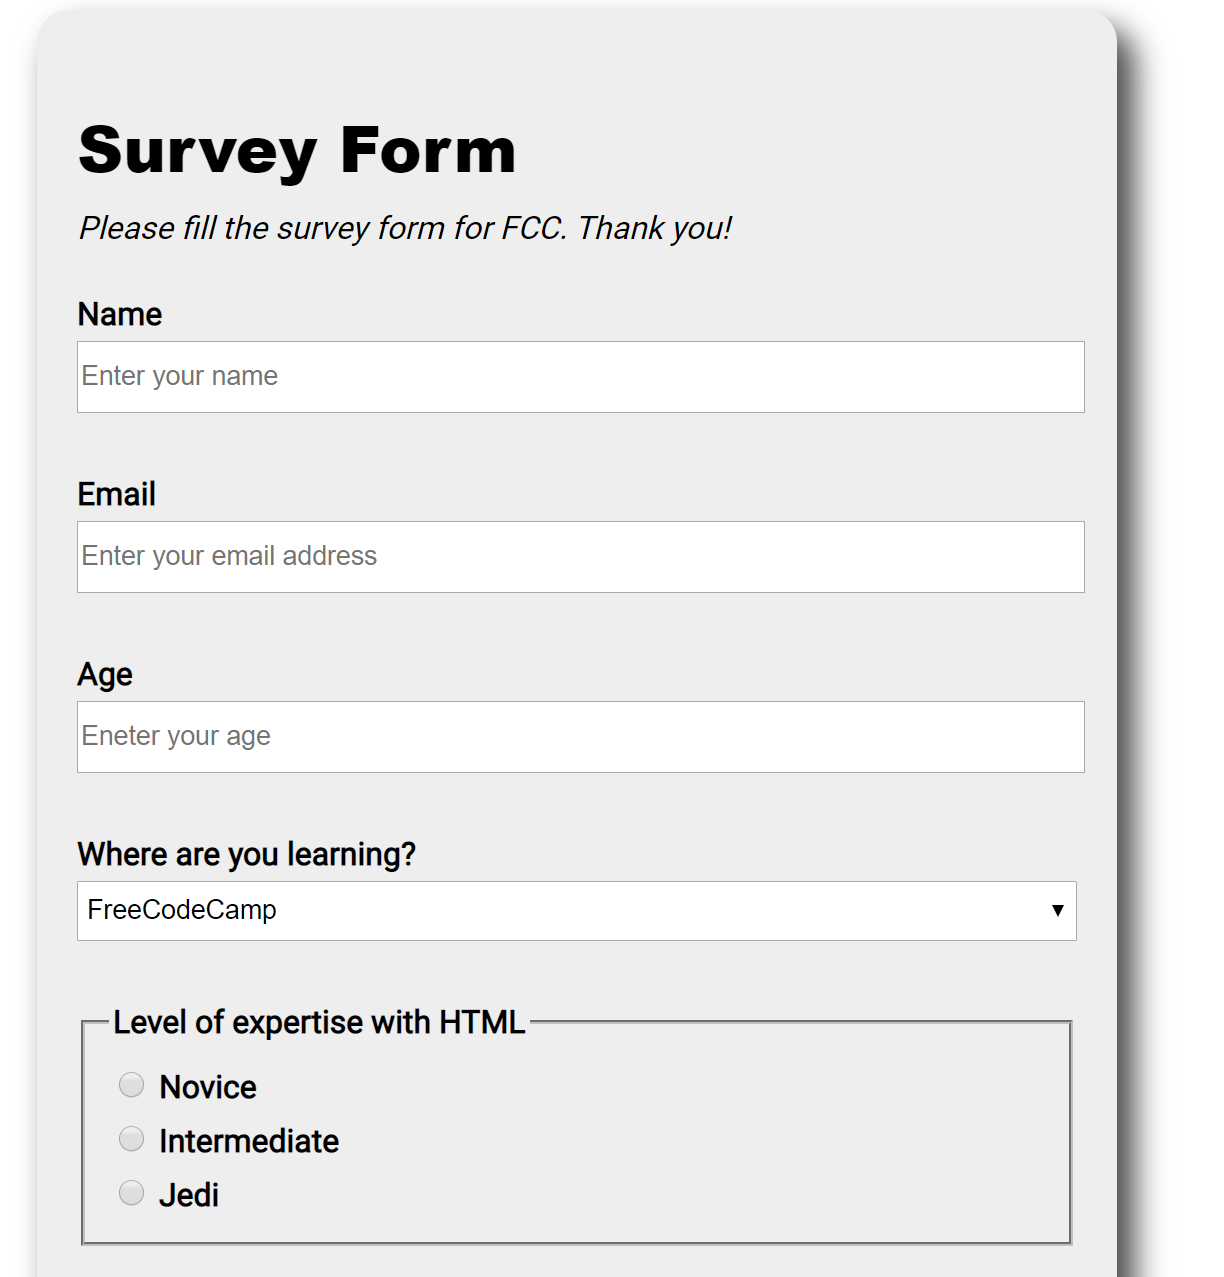 Survey Form
Please fill the survey form for FCC. Thank you!
Name
Enter your name
Email
Enter your email address
Age
Eneter your age
Where are you learning?
FreeCodeCamp
Level of expertise with HTML
Novice
Intermediate
Jedi